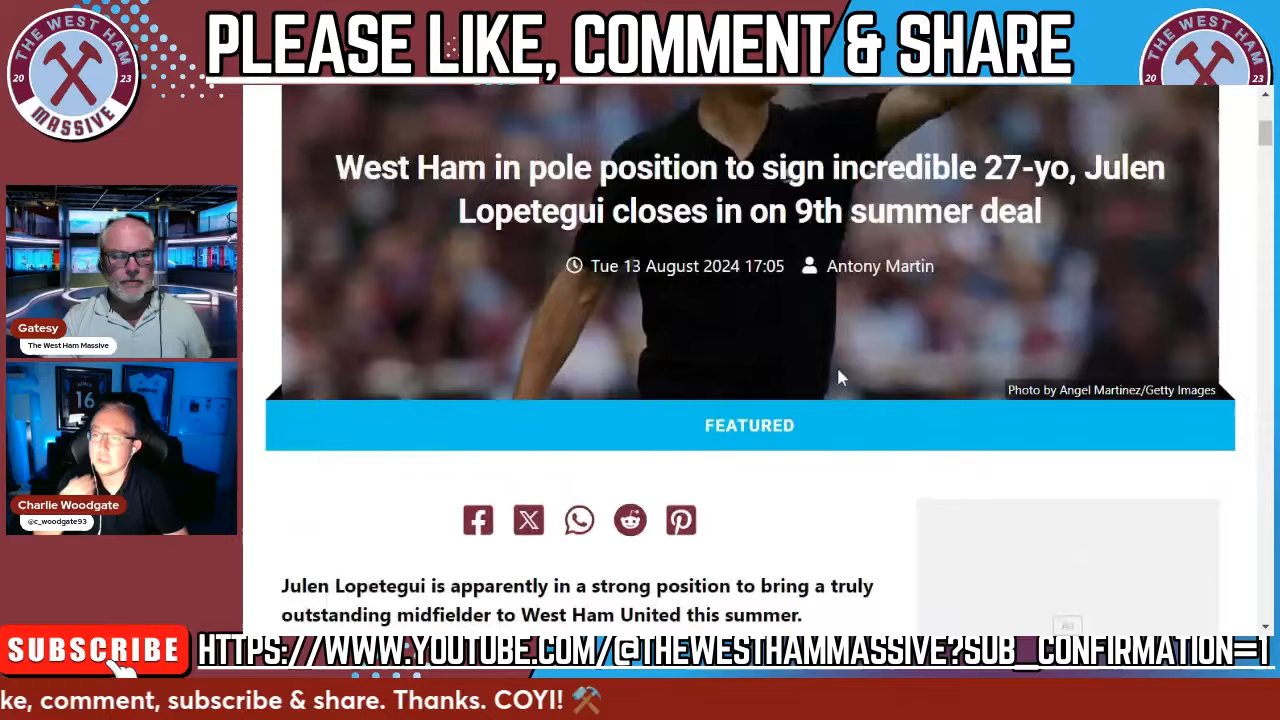 THE WEST HAM
20 23
MASSIVE
PLEASE LIKE, COMMENT & SHARE
THE WEST HAM
20 23
West Ham in pole position to sign incredible 27-yo, Julen
Lopetegui closes in on 9th summer deal
Tue 13 August 2024 17:05 Antony Martin
Photo by Angel Martinez/Getty Images
FEATURED
Gatesy
The West Ham Massive
16
Charlie Woodgate
@c_woodgate93
Julen Lopetegui is apparently in a strong position to bring a truly
outstanding midfielder to West Ham United this summer.
Ad
SUBSCRIBE
HTTPS://WWW.YOUTUBE.COM/@THEWESTHAMMASSIVE?SUB_CONFIRMATION=1
ke, comment, subscribe & share. Thanks. COYI! ⚒️